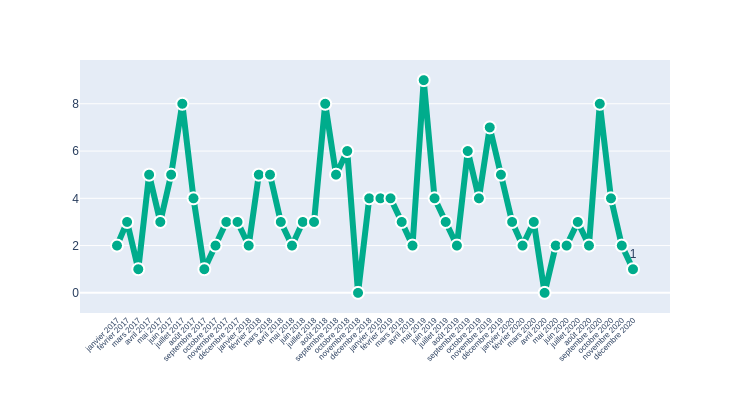 8
6
4
2
0
1
janvier 2017
février 2017
mars 2017
avril 2017
mai 2017
juin 2017
juillet 2017
août 2017
septembre 2017
octobre 2017
novembre 2017
décembre 2017
janvier 2018
février 2018
mars 2018
avril 2018
mai 2018
juin 2018
juillet 2018
août 2018
septembre 2018
octobre 2018
novembre 2018
décembre 2018
janvier 2019
février 2019
mars 2019
avril 2019
mai 2019
juin 2019
juillet 2019
août 2019
septembre 2019
octobre 2019
novembre 2019
décembre 2019
janvier 2020
février 2020
mars 2020
avril 2020
mai 2020
juin 2020
juillet 2020
août 2020
septembre 2020
octobre 2020
novembre 2020
décembre 2020